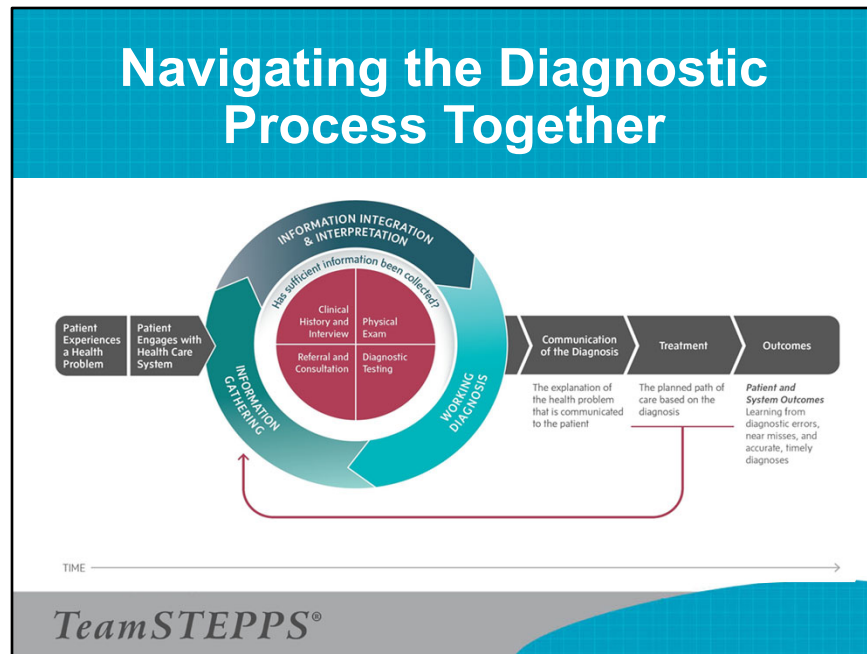 Navigating the Diagnostic
Process Together
Patient
Experiences
a Health
Problem
Patient
Engages with
Health Care
System
INFORMATION INTEGRATION
& INTERPRETATION
Has sufficient information been collected?
Clinical
History and
Interview
Physical
Exam
Referral and
Consultation
Diagnostic
Testing
INFORMATION
GATHERING
WORKING
DIAGNOSIS
Communication
of the Diagnosis
The explanation of
the health problem
that is communicated
to the patient
Treatment
The planned path of
care based on the
diagnosis
Outcomes
Patient and
System Outcomes
Learning from
diagnostic errors,
near misses, and
accurate, timely
diagnoses
TIME
TeamSTEPPS®